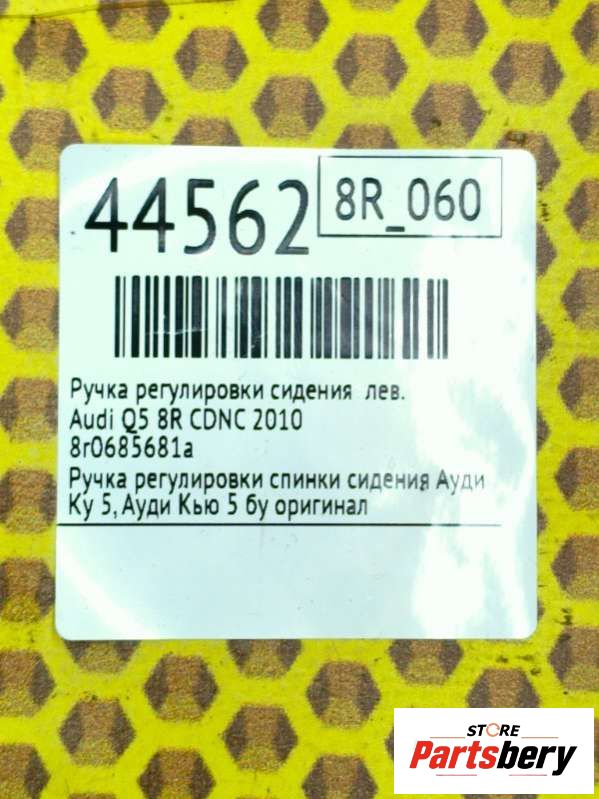 44562
8R_060
Ручка регулировки сидения лев.
Audi Q5 8R CDNC 2010
8r0685681a
Ручка регулировки спинки сидения Ауди
Ку 5, Ауди Кью 5 бу оригинал
STORE
Partsbery